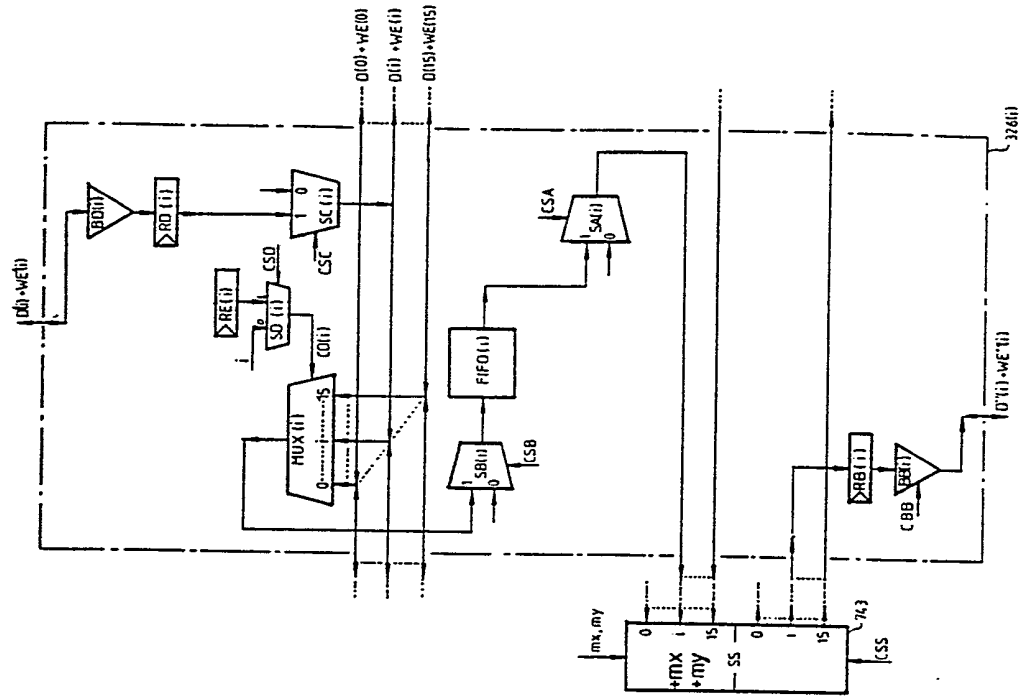 D(i)+WE(i)
BD(i)
>RD(i)
1 0
SC(i)
CSC
>RE(i)
CSD
0 1
SD(i)
i
CD(i)
MUX(i)
0 15
D(0)+WE(0)
D(i)+WE(i)
D(15)+WE(15)
1
SB(i)
0
CSB
FIFO(i)
CSA
1
SA(i)
0
326(i)
mx,my
0
i
15
+mx
+my
SS
0
1
15
743
CSS
>RB(i)
BB(i)
CBB
D"(i)+WE"(i)